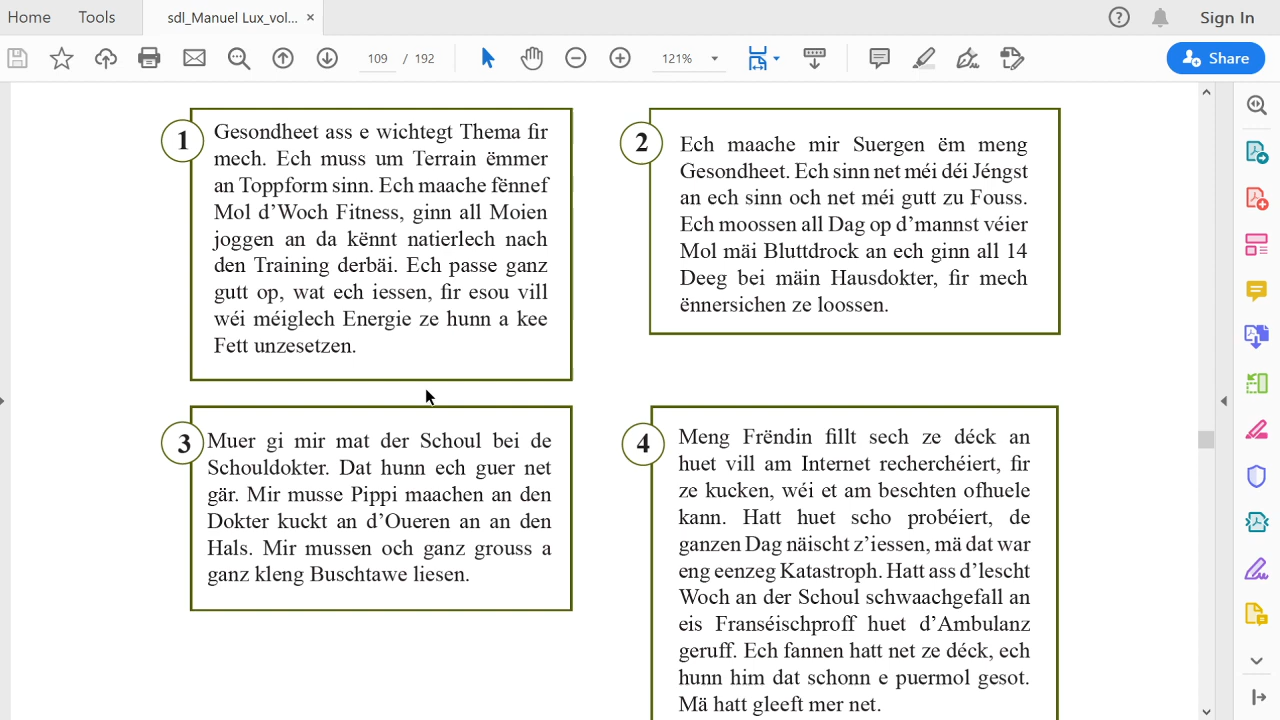 Home Tools sdl_Manuel Lux_vol... × ? Sign In
109 / 192 121% Share
1
Gesondheet ass e wichtegt Thema fir
mech. Ech muss um Terrain ëmmer
an Toppform sinn. Ech maache fënnef
Mol d’Woch Fitness, ginn all Moien
joggen an da kënnt natierlech nach
den Training derbäi. Ech passe ganz
gutt op, wat ech iessen, fir esou vill
wéi méiglech Energie ze hunn a kee
Fett unzesetzen.
2
Ech maache mir Suergen ëm meng
Gesondheet. Ech sinn net méi déi Jéngst
an ech sinn och net méi gutt zu Fouss.
Ech moossen all Dag op d’mannst véier
Mol mäi Bluttdrock an ech ginn all 14
Deeg bei mäin Hausdokter, fir mech
ënnersichen ze loossen.
3
Muer gi mir mat der Schoul bei de
Schouldokter. Dat hunn ech guer net
gär. Mir musse Pippi maachen an den
Dokter kuckt an d’Oueren an an den
Hals. Mir mussen och ganz grouss a
ganz kleng Buschtawe liesen.
4
Meng Frëndin fillt sech ze déck an
huet vill am Internet recherchéiert, fir
ze kucken, wéi et am beschten ofhuele
kann. Hatt huet scho probéiert, de
ganzen Dag näischt z’iessen, mä dat war
eng eenzeg Katastroph. Hatt ass d’lescht
Woch an der Schoul schwaachgefall an
eis Franséischproff huet d’Ambulanz
geruff. Ech fannen hatt net ze déck, ech
hunn him dat schonn e puermol gesot.
Mä hatt gleeft mer net.